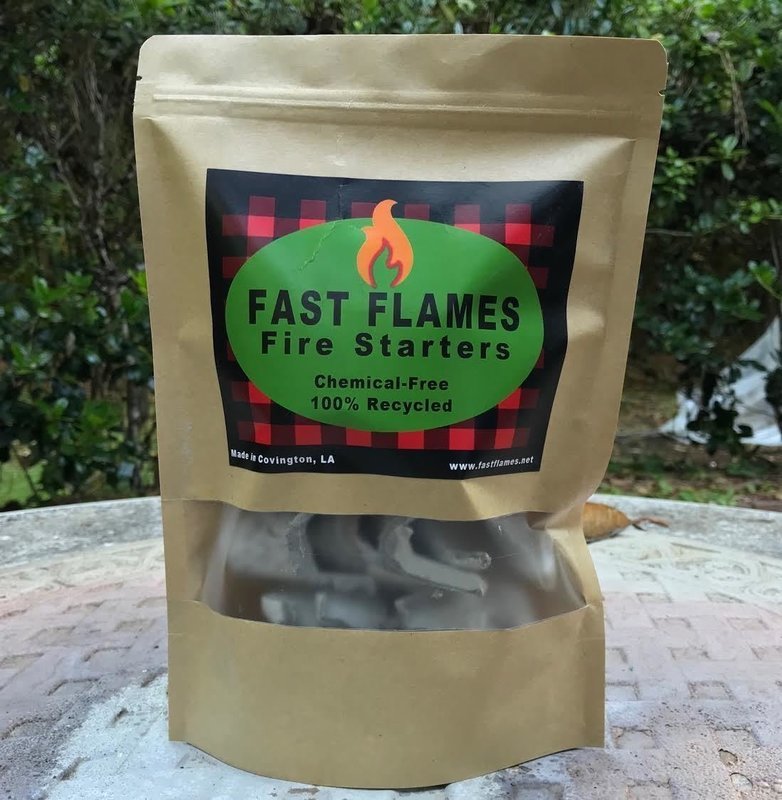 FAST FLAMES
Fire Starters
Chemical-Free
100% Recycled
Made in Covington, LA
www.fastflames.net